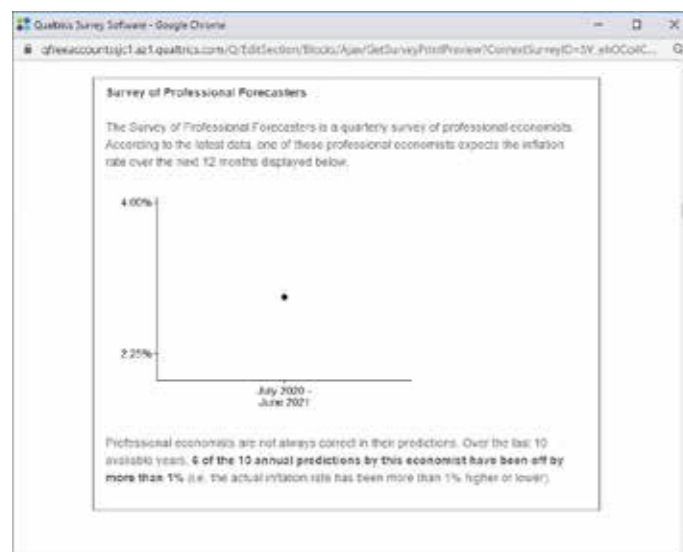 Qualtrics Survey Software - Google Chrome
Survey of Professional Forecasters
The Survey of Professional Forecasters is a quarterly survey of professional economists.
According to the latest data, one of these professional economists expects the inflation
rate over the next 12 months displayed below.
4.00%
2.25%
July 2020 -
June 2021
Professional economists are not always correct in their predictions. Over the last 10
available years, 6 of the 10 annual predictions by this economist have been off by
more than 1% (i.e. the actual inflation rate has been more than 1% higher or lower).